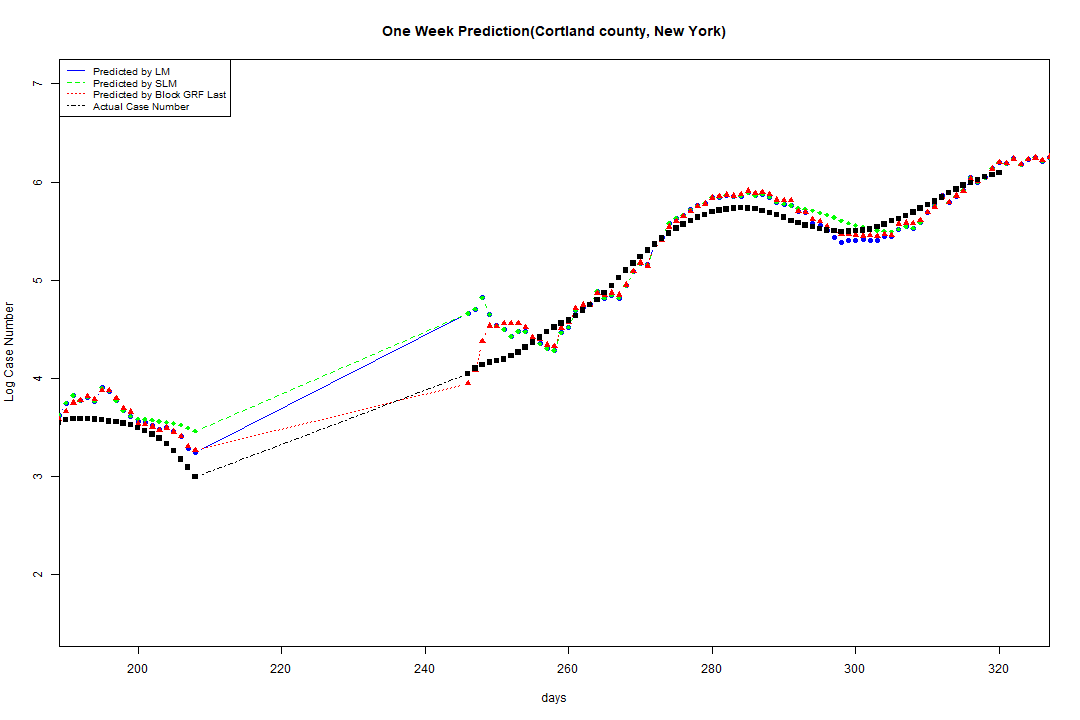 One Week Prediction(Cortland county, New York)
Predicted by LM
Predicted by SLM
Predicted by Block GRF Last
Actual Case Number
7
6
5
4
3
2
Log Case Number
200 220 240 260 280 300 320
days